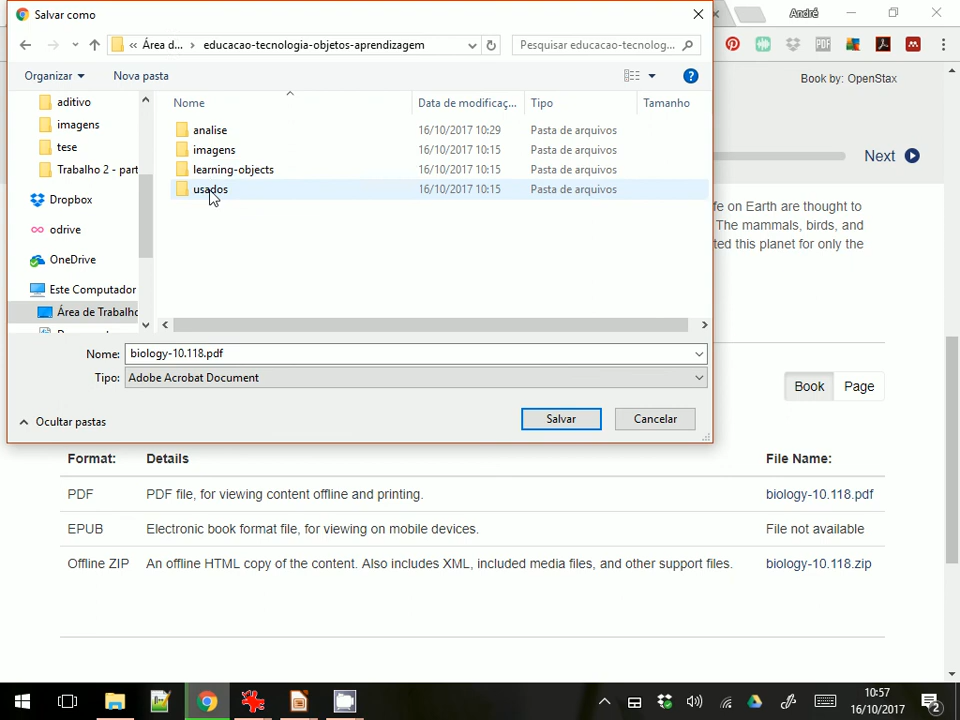 Salvar como
André
« Área d... › educacao-tecnologia-objetos-aprendizagem
Pesquisar educacao-tecnolog...
PDF
Organizar
Nova pasta
?
Book by: OpenStax
aditivo
imagens
tese
Trabalho 2 - part
Dropbox
odrive
OneDrive
Este Computador
Área de Trabalho
Nome
Data de modificaç...
Tipo
Tamanho
analise
16/10/2017 10:29
Pasta de arquivos
imagens
16/10/2017 10:15
Pasta de arquivos
learning-objects
16/10/2017 10:15
Pasta de arquivos
usados
16/10/2017 10:15
Pasta de arquivos
Next
fe on Earth are thought to
The mammals, birds, and
ted this planet for only the
Nome: biology-10.118.pdf
Tipo: Adobe Acrobat Document
Ocultar pastas
Salvar
Cancelar
Book
Page
Format:
Details
File Name:
PDF
PDF file, for viewing content offline and printing.
biology-10.118.pdf
EPUB
Electronic book format file, for viewing on mobile devices.
File not available
Offline ZIP
An offline HTML copy of the content. Also includes XML, included media files, and other support files.
biology-10.118.zip
10:57
16/10/2017
2